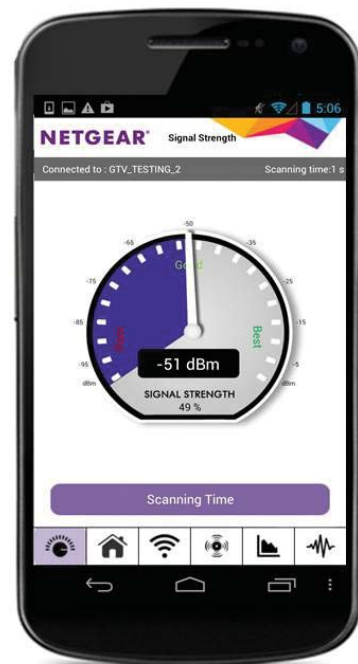 5:06
NETGEAR® Signal Strength
Connected to : GTV_TESTING_2 Scanning time:1 s
-50
-65 -35
-75 -25
Good
-85 -15
Best
-95 -5
dBm dBm
-51 dBm
SIGNAL STRENGTH
49 %
Scanning Time